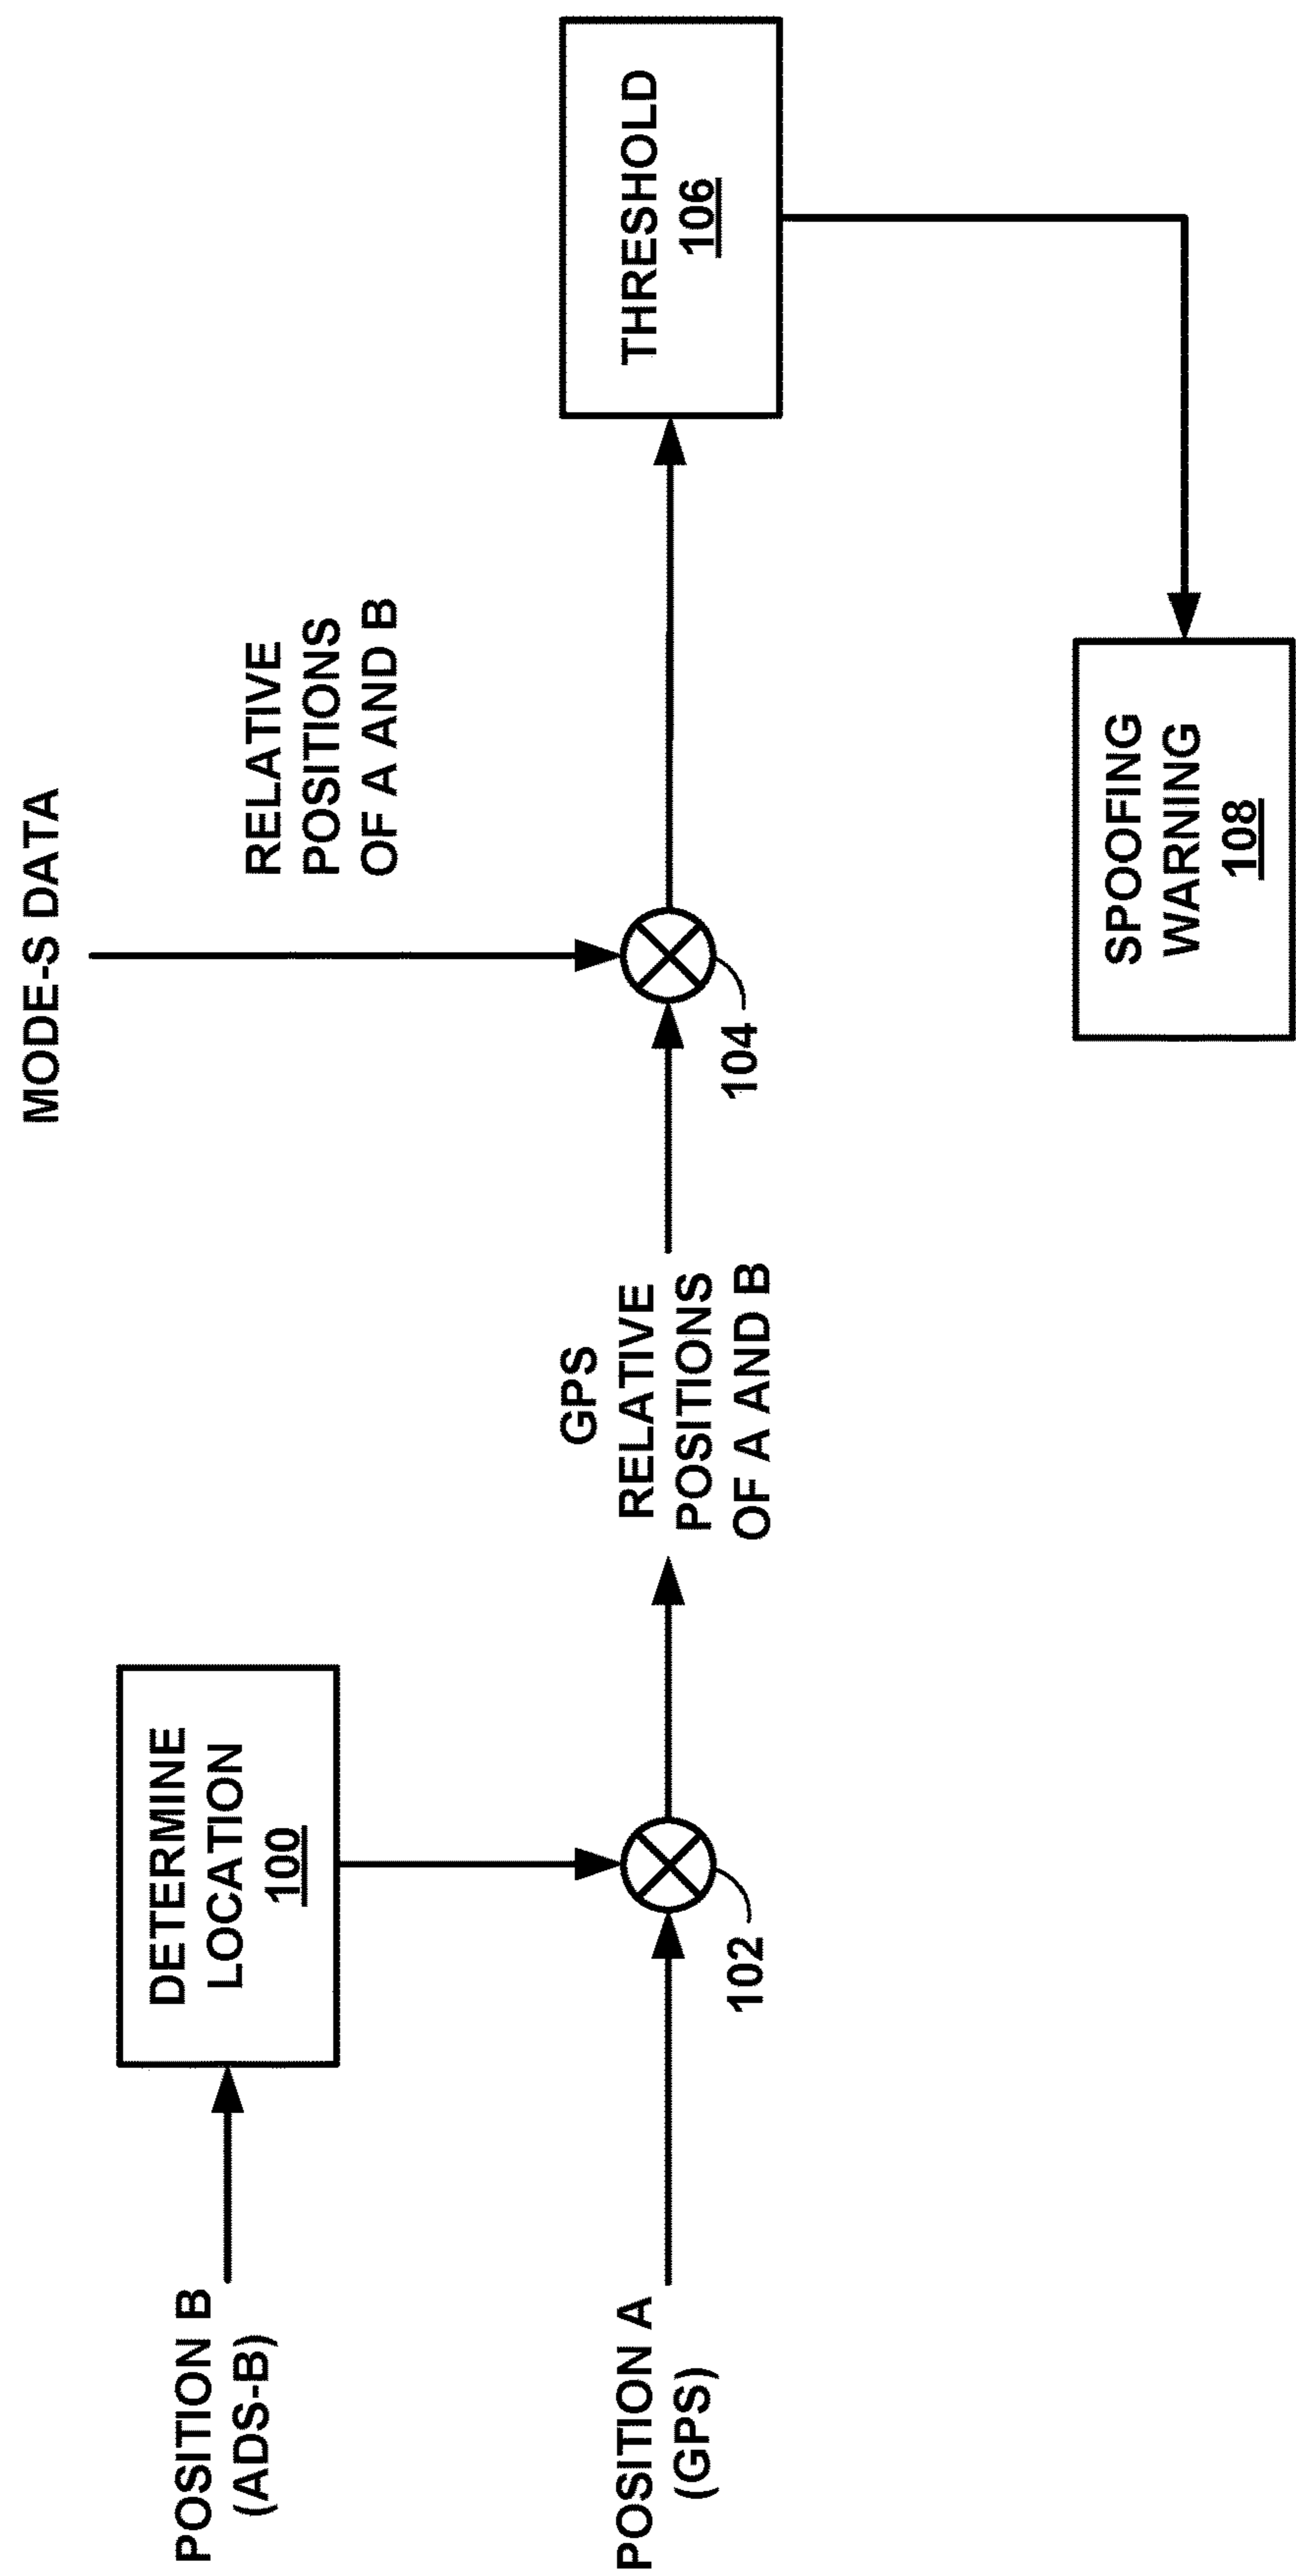 POSITION B
(ADS-B)
DETERMINE
LOCATION
100
POSITION A
(GPS)
102
GPS
RELATIVE
POSITIONS
OF A AND B
MODE-S DATA
RELATIVE
POSITIONS
OF A AND B
104
THRESHOLD
106
SPOOFING
WARNING
108